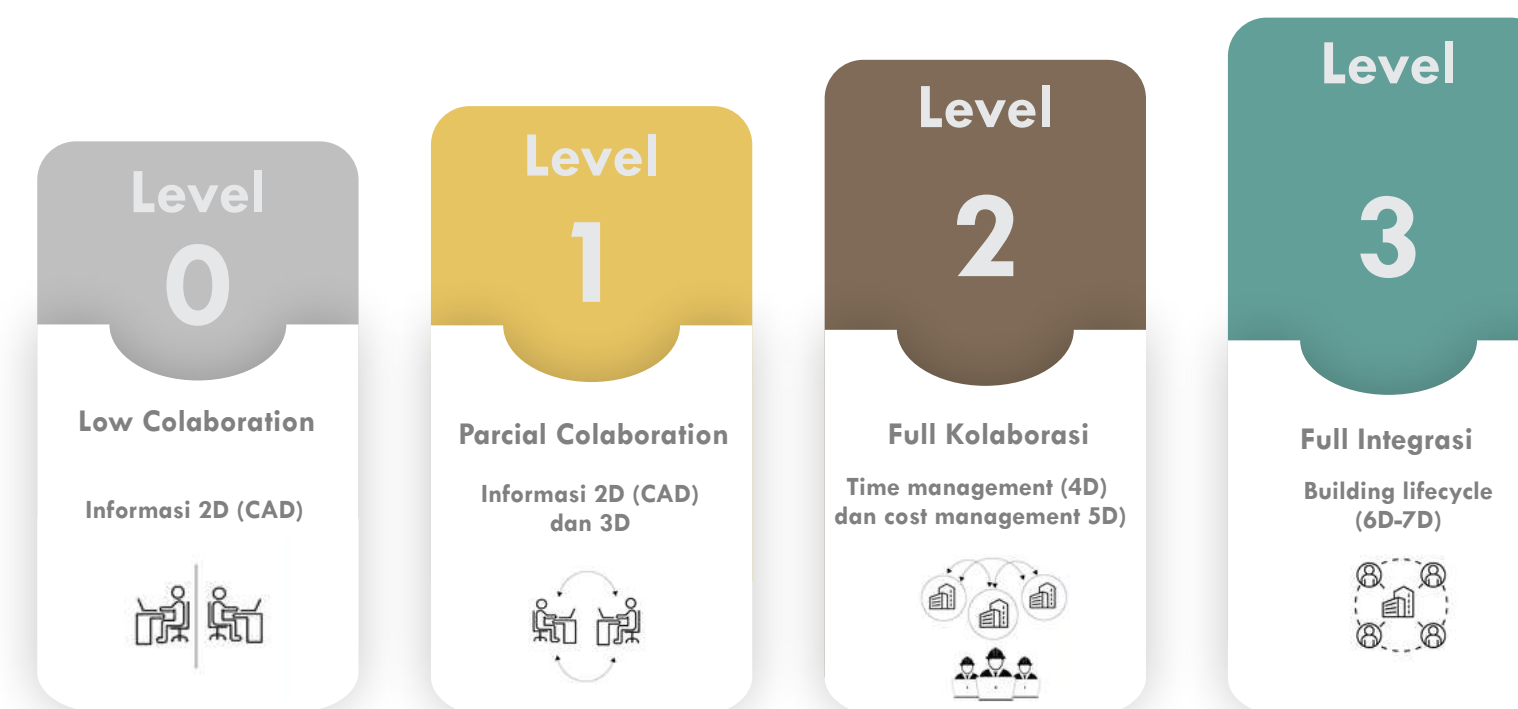 Level
0
Low Colaboration
Informasi 2D (CAD)
Level
1
Parcial Colaboration
Informasi 2D (CAD)
dan 3D
Level
2
Full Kolaborasi
Time management (4D)
dan cost management 5D)
Level
3
Full Integrasi
Building lifecycle
(6D-7D)